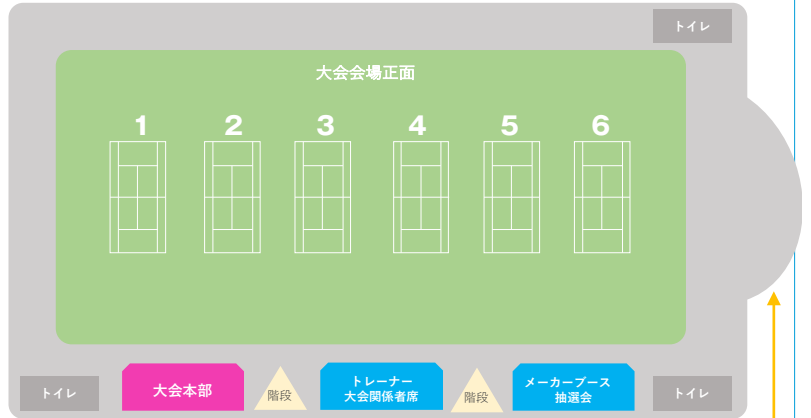 トイレ
大会会場正面
1 2 3 4 5 6
トイレ
大会本部
階段
トレーナー
大会関係者席
階段
メーカーブース
抽選会
トイレ